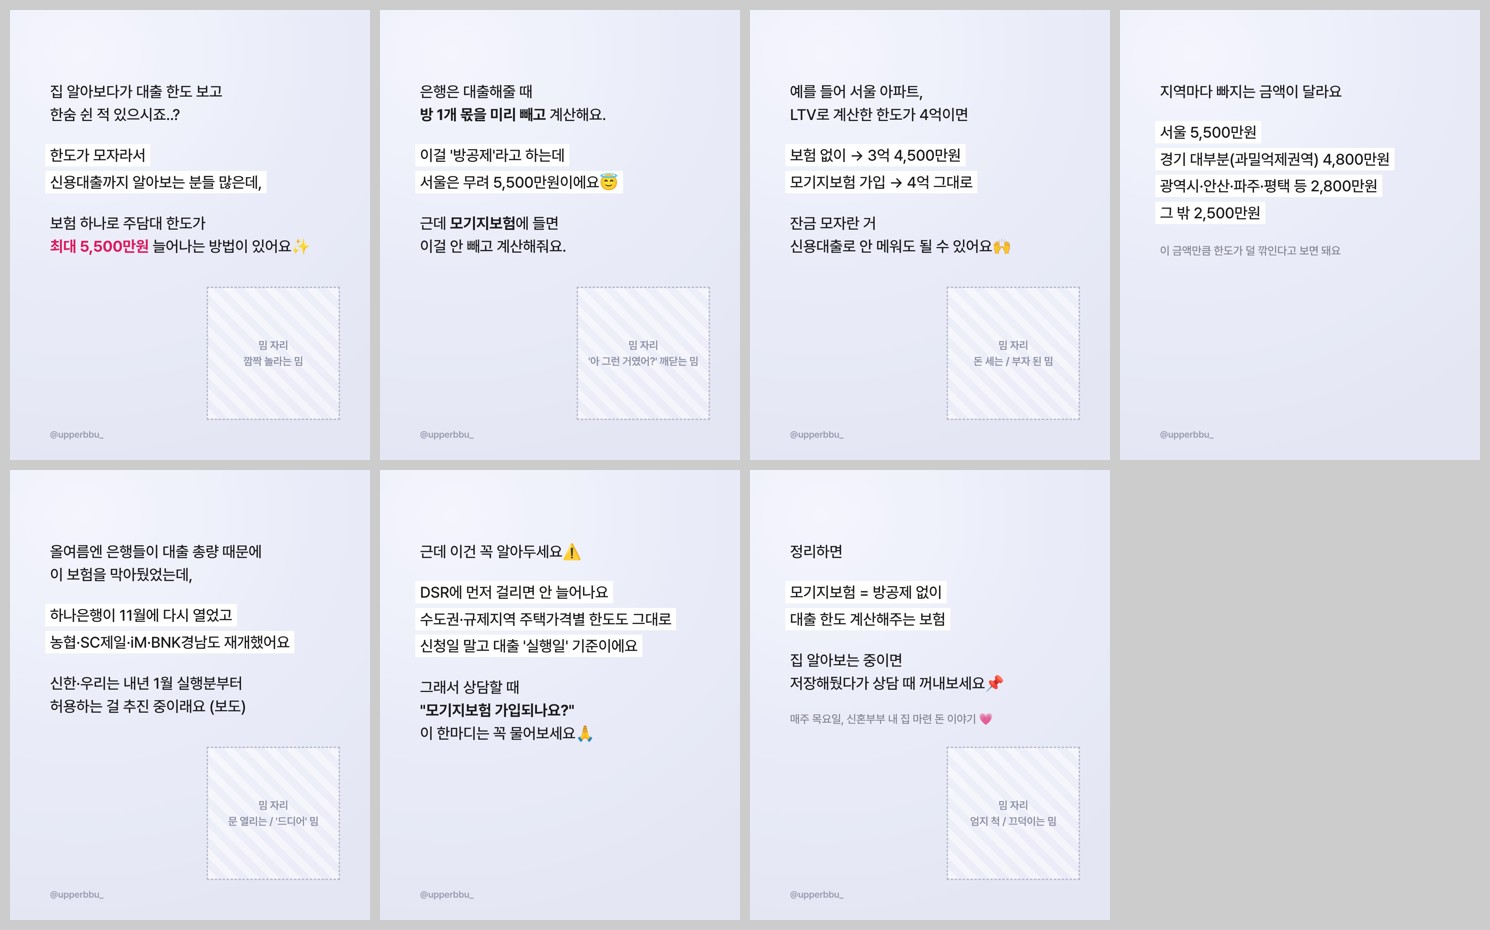 집 알아보다가 대출 한도 보고
한숨 쉰 적 있으시죠..?
한도가 모자라서
신용대출까지 알아보는 분들 많은데,
보험 하나로 주담대 한도가
최대 5,500만원 늘어나는 방법이 있어요✨
밈 자리
깜짝 놀라는 밈
@upperbbu_
은행은 대출해줄 때
방 1개 몫을 미리 빼고 계산해요.
이걸 '방공제'라고 하는데
서울은 무려 5,500만원이에요😇
근데 모기지보험에 들면
이걸 안 빼고 계산해줘요.
밈 자리
'아 그런 거였어?' 깨닫는 밈
@upperbbu_
예를 들어 서울 아파트,
LTV로 계산한 한도가 4억이면
보험 없이 → 3억 4,500만원
모기지보험 가입 → 4억 그대로
잔금 모자란 거
신용대출로 안 메워도 될 수 있어요🙌
밈 자리
돈 세는 / 부자 된 밈
@upperbbu_
지역마다 빠지는 금액이 달라요
서울 5,500만원
경기 대부분(과밀억제권역) 4,800만원
광역시·안산·파주·평택 등 2,800만원
그 밖 2,500만원
이 금액만큼 한도가 덜 깎인다고 보면 돼요
@upperbbu_
올여름엔 은행들이 대출 총량 때문에
이 보험을 막아뒀었는데,
하나은행이 11월에 다시 열었고
농협·SC제일·iM·BNK경남도 재개했어요
신한·우리는 내년 1월 실행분부터
허용하는 걸 추진 중이래요 (보도)
밈 자리
문 열리는 / '드디어' 밈
@upperbbu_
근데 이건 꼭 알아두세요⚠️
DSR에 먼저 걸리면 안 늘어나요
수도권·규제지역 주택가격별 한도도 그대로
신청일 말고 대출 '실행일' 기준이에요
그래서 상담할 때
"모기지보험 가입되나요?"
이 한마디는 꼭 물어보세요🙏
@upperbbu_
정리하면
모기지보험 = 방공제 없이
대출 한도 계산해주는 보험
집 알아보는 중이면
저장해뒀다가 상담 때 꺼내보세요📌
매주 목요일, 신혼부부 내 집 마련 돈 이야기 💗
밈 자리
엄지 척 / 끄덕이는 밈
@upperbbu_